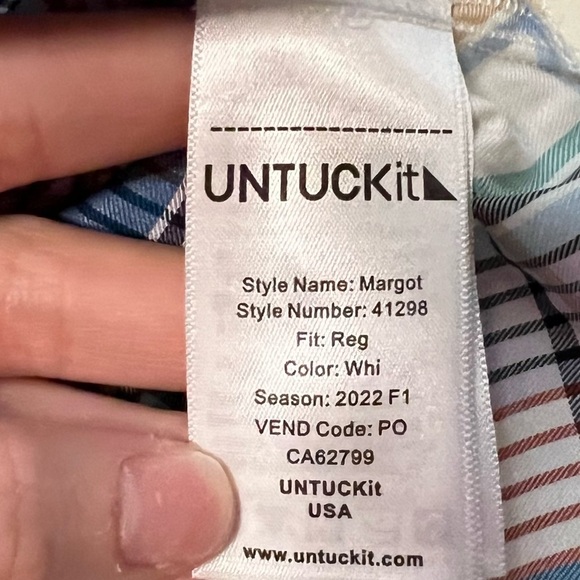 UNTUCKit
Style Name: Margot
Style Number: 41298
Fit: Reg
Color: Whi
Season: 2022 F1
VEND Code: PO
CA62799
UNTUCKit
USA
www.untuckit.com